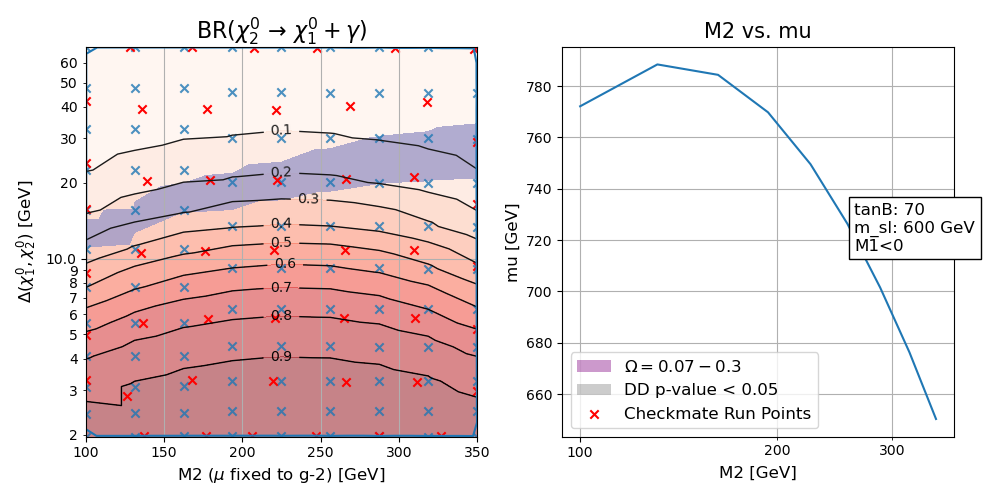 BR(χ₂⁰ → χ₁⁰ + γ)
60
50
40
30
20
10.0
9
8
7
6
5
4
3
2
Δ(χ₁⁰, χ₂⁰) [GeV]
0.1
0.2
0.3
0.4
0.5
0.6
0.7
0.8
0.9
100 150 200 250 300 350
M2 (μ fixed to g-2) [GeV]
M2 vs. mu
780
760
740
720
700
680
660
mu [GeV]
tanB: 70
m_sl: 600 GeV
M1<0
Ω = 0.07 − 0.3
DD p-value < 0.05
Checkmate Run Points
100 200 300
M2 [GeV]